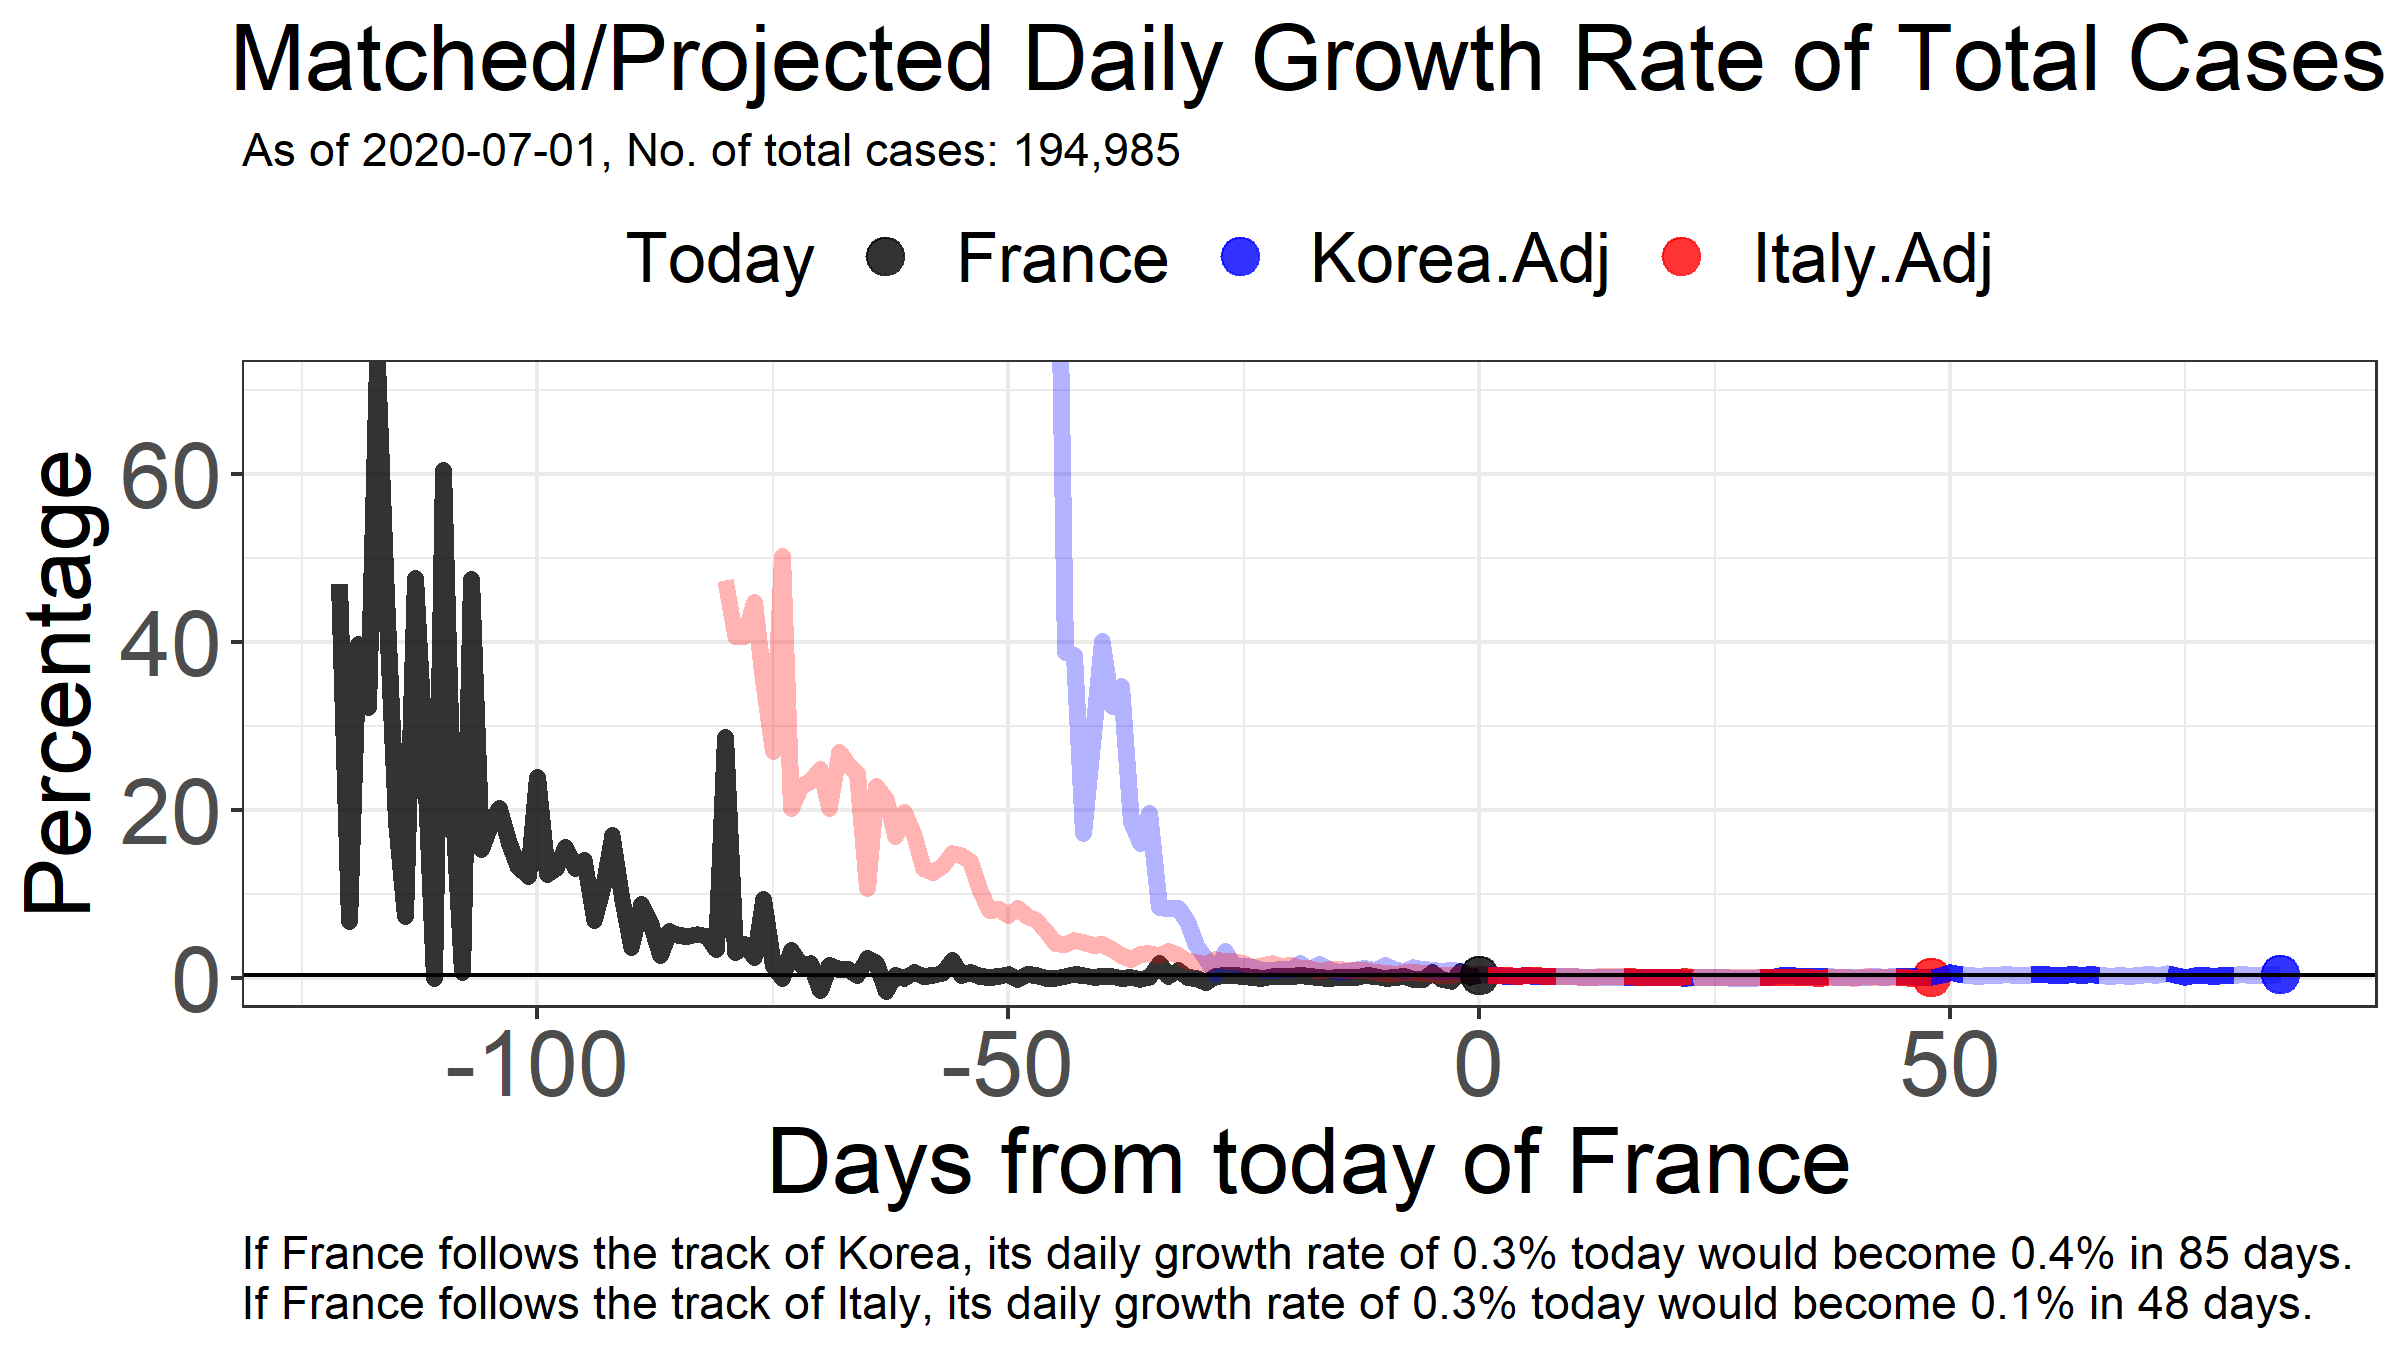 Matched/Projected Daily Growth Rate of Total Cases
As of 2020-07-01, No. of total cases: 194,985
Today France Korea.Adj Italy.Adj
Percentage
60
40
20
0
-100 -50 0 50
Days from today of France
If France follows the track of Korea, its daily growth rate of 0.3% today would become 0.4% in 85 days.
If France follows the track of Italy, its daily growth rate of 0.3% today would become 0.1% in 48 days.